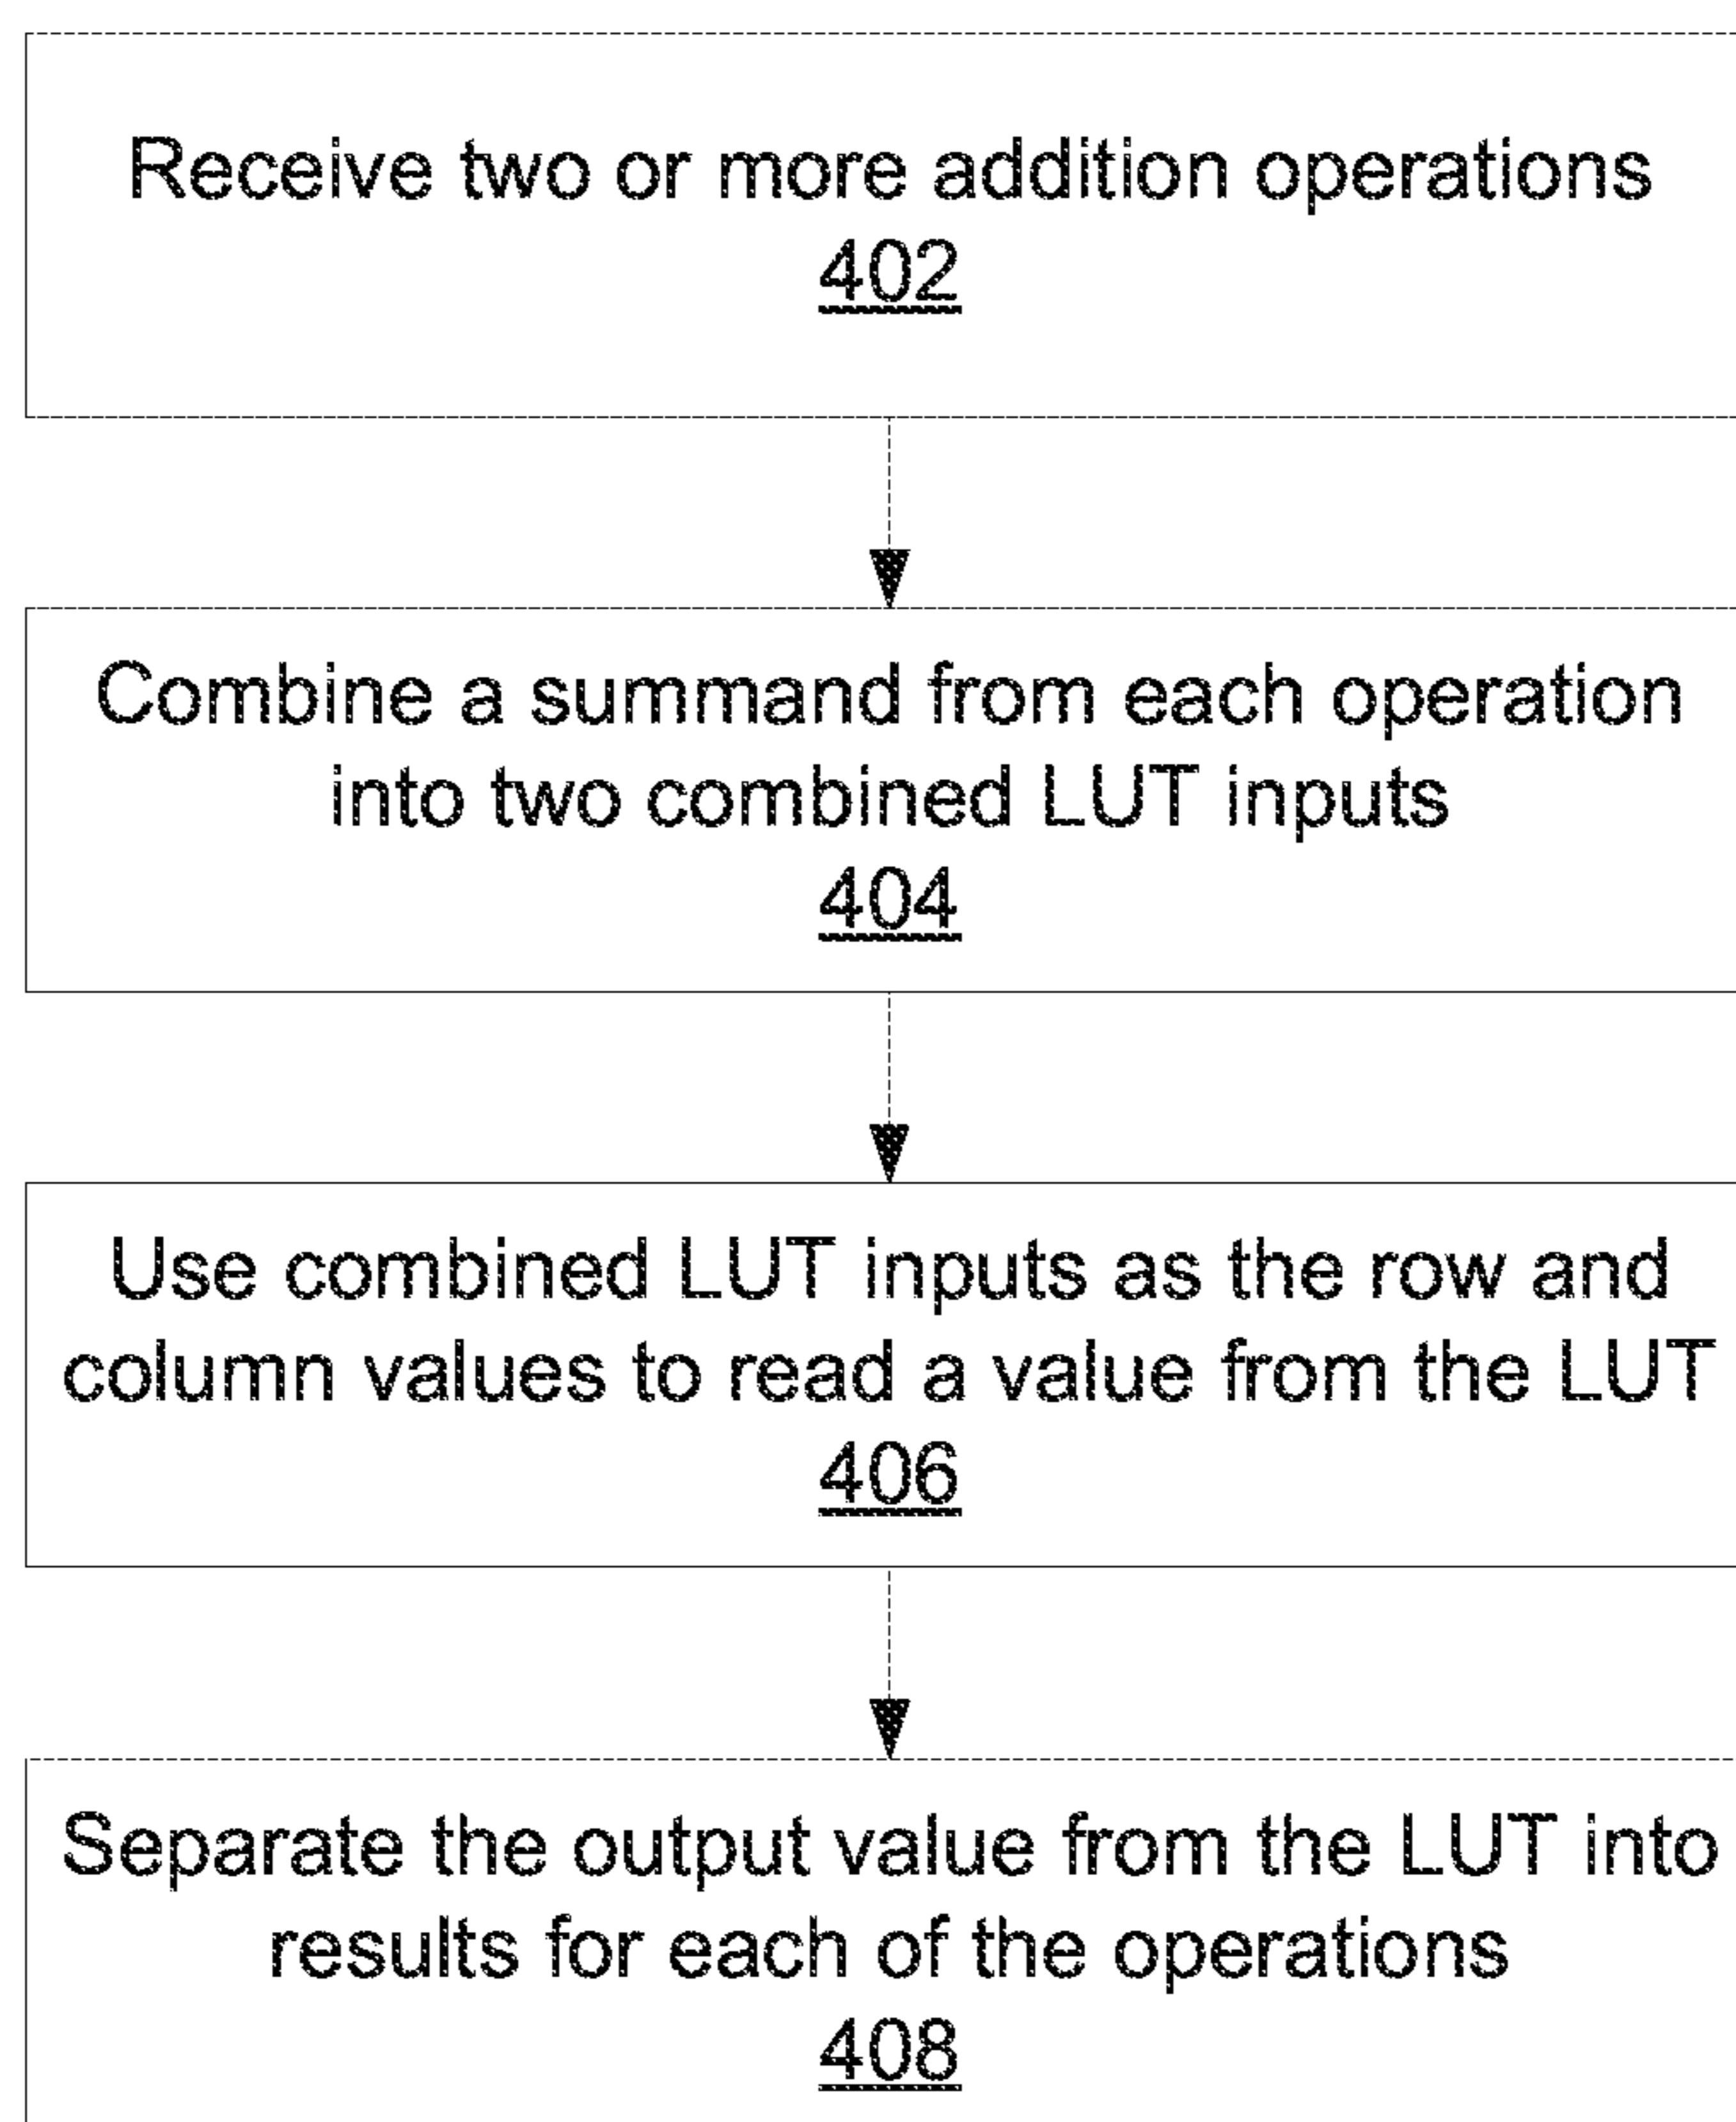 Receive two or more addition operations
402
Combine a summand from each operation
into two combined LUT inputs
404
Use combined LUT inputs as the row and
column values to read a value from the LUT
406
Separate the output value from the LUT into
results for each of the operations
408